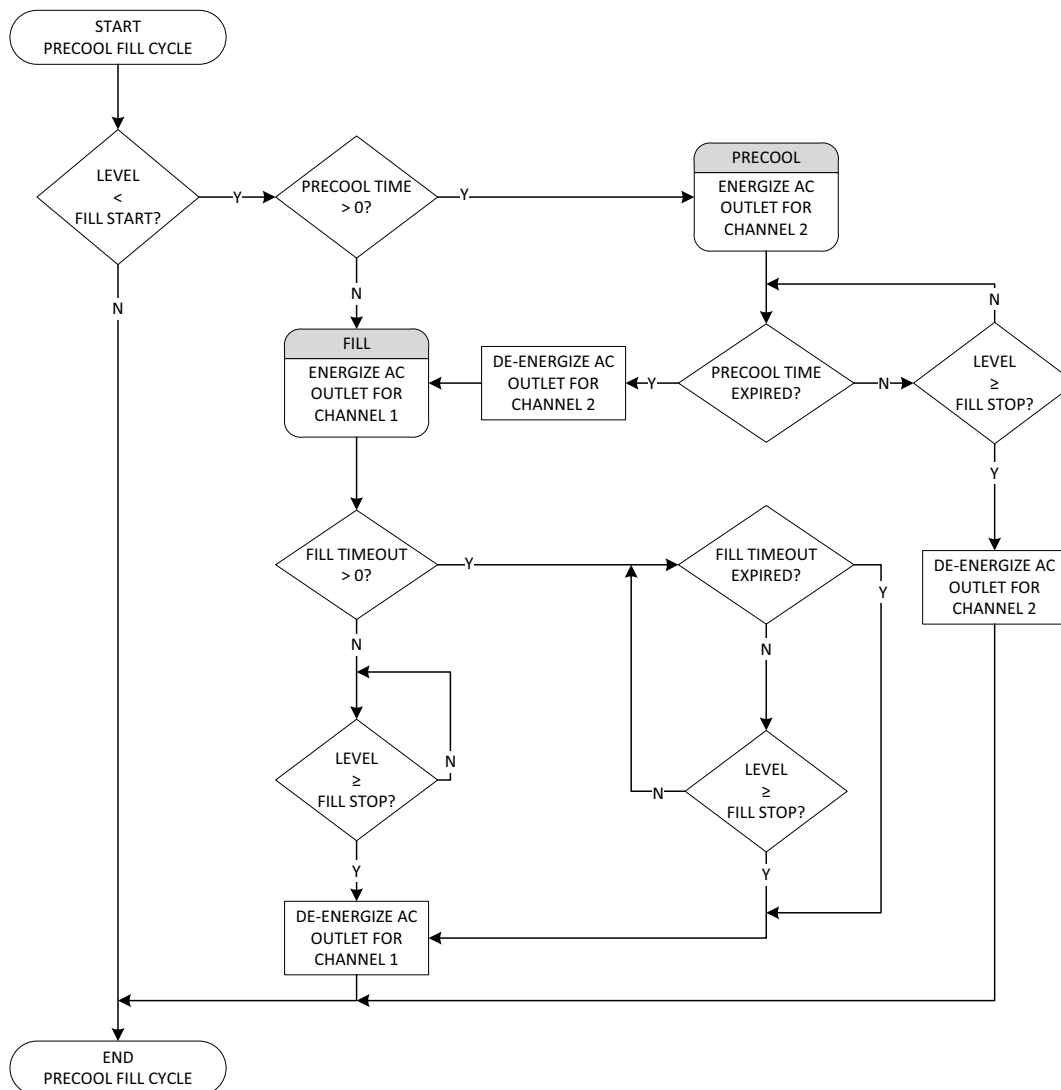 START
PRECOOL FILL CYCLE
LEVEL
<
FILL START?
Y
PRECOOL TIME
> 0?
Y
PRECOOL
ENERGIZE AC
OUTLET FOR
CHANNEL 2
N
N
N
FILL
ENERGIZE AC
OUTLET FOR
CHANNEL 1
DE-ENERGIZE AC
OUTLET FOR
CHANNEL 2
Y
PRECOOL TIME
EXPIRED?
N
LEVEL
≥
FILL STOP?
Y
FILL TIMEOUT
> 0?
Y
FILL TIMEOUT
EXPIRED?
Y
DE-ENERGIZE AC
OUTLET FOR
CHANNEL 2
N
N
LEVEL
≥
FILL STOP?
N
N
LEVEL
≥
FILL STOP?
Y
Y
DE-ENERGIZE AC
OUTLET FOR
CHANNEL 1
END
PRECOOL FILL CYCLE